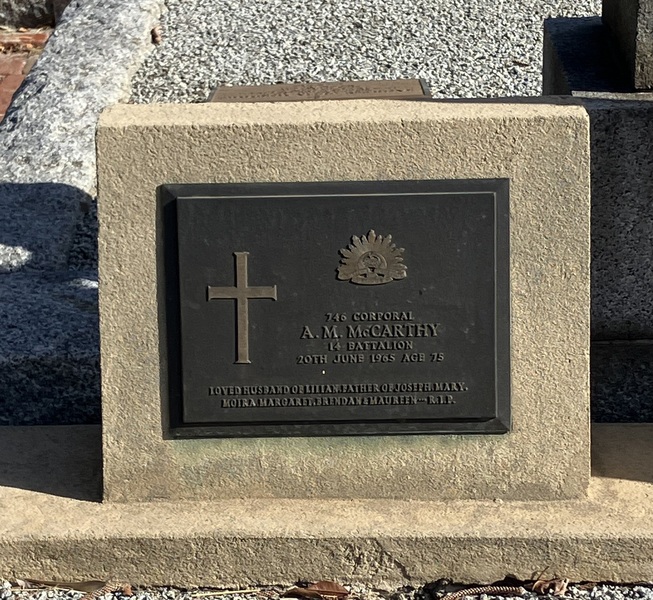 746 CORPORAL
A. M. McCARTHY
14 BATTALION
20TH JUNE 1965 AGE 75
LOVED HUSBAND OF LILIAN. FATHER OF JOSEPH. MARY.
MOIRA. MARGARET. BRENDAN & MAUREEN — R.I.P.